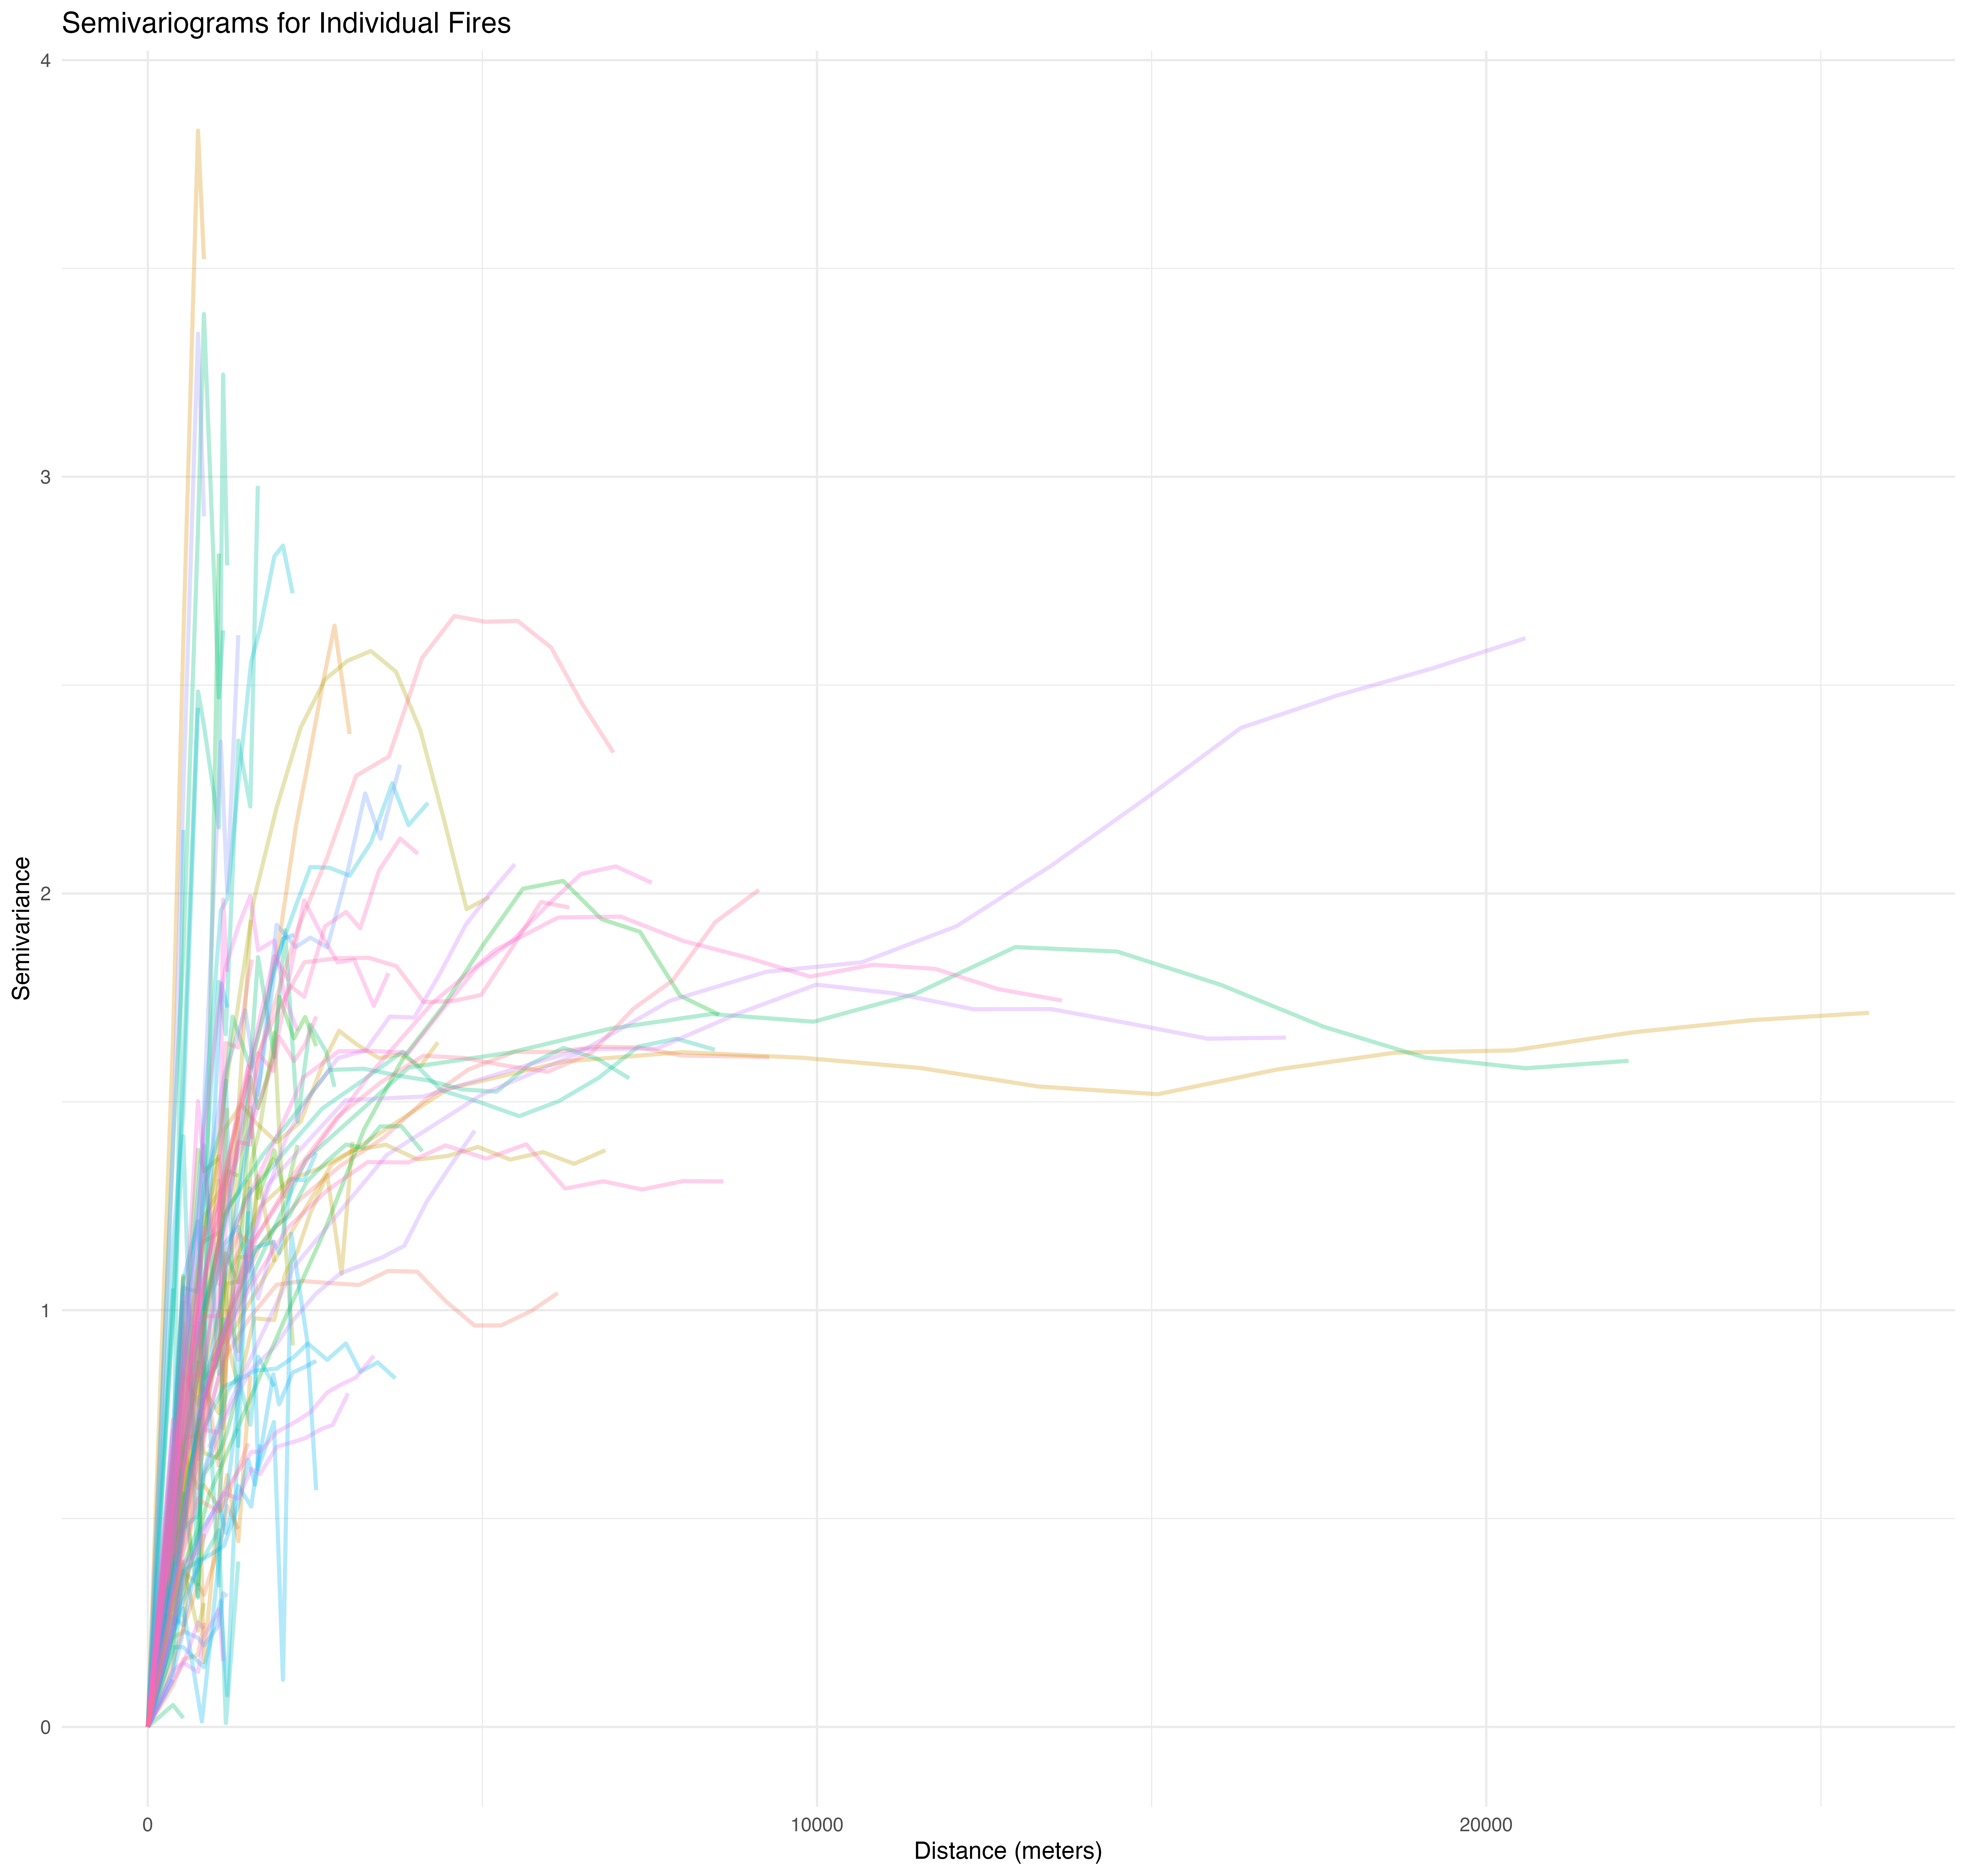 Semivariograms for Individual Fires
4
3
2
1
0
Semivariance
0 10000 20000
Distance (meters)